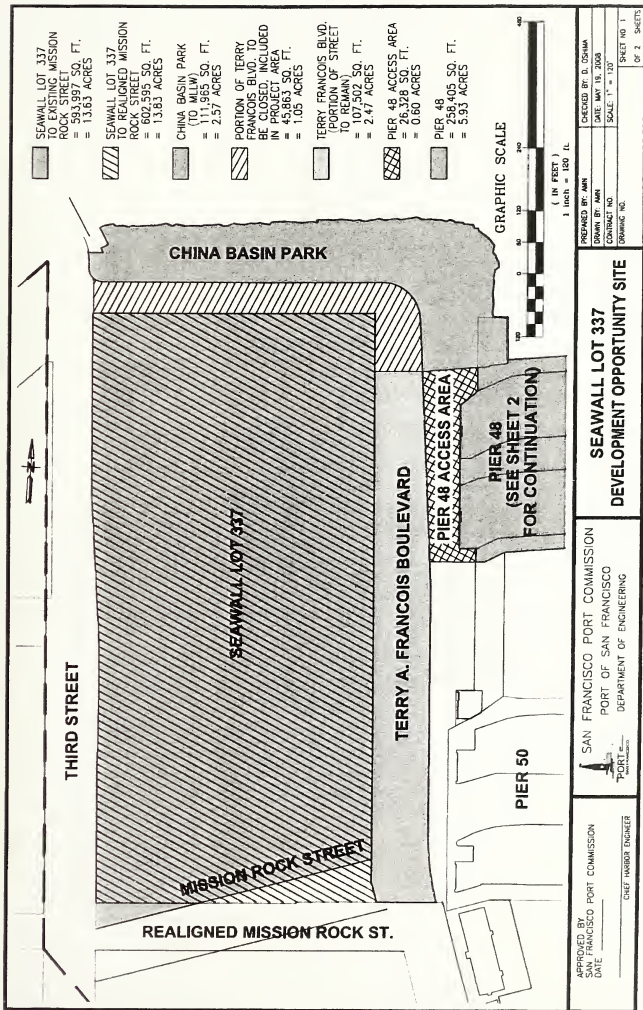 SEAWALL LOT 337
TO EXISTING MISSION
ROCK STREET
= 593,997 SQ. FT.
= 13.63 ACRES
SEAWALL LOT 337
TO REALIGNED MISSION
ROCK STREET
= 602,595 SQ. FT.
= 13.83 ACRES
CHINA BASIN PARK
(TO MLLW)
= 111,965 SQ. FT.
= 2.57 ACRES
PORTION OF TERRY
FRANCOIS BLVD. TO
BE CLOSED, INCLUDED
IN PROJECT AREA
= 45,863 SQ. FT.
= 1.05 ACRES
TERRY FRANCOIS BLVD.
(PORTION OF STREET
TO REMAIN)
= 107,502 SQ. FT.
= 2.47 ACRES
PIER 48 ACCESS AREA
= 26,328 SQ. FT.
= 0.60 ACRES
PIER 48
= 258,405 SQ. FT.
= 5.93 ACRES
N
THIRD STREET
CHINA BASIN PARK
SEAWALL LOT 337
TERRY A. FRANCOIS BOULEVARD
PIER 48 ACCESS AREA
PIER 48
(SEE SHEET 2
FOR CONTINUATION)
MISSION ROCK STREET
REALIGNED MISSION ROCK ST.
PIER 50
GRAPHIC SCALE
0
120
240
480
( IN FEET )
1 inch = 120 ft.
APPROVED BY
SAN FRANCISCO PORT COMMISSION
DATE
CHIEF HARBOR ENGINEER
PORT
SAN FRANCISCO
SAN FRANCISCO PORT COMMISSION
PORT OF SAN FRANCISCO
DEPARTMENT OF ENGINEERING
SEAWALL LOT 337
DEVELOPMENT OPPORTUNITY SITE
PREPARED BY: AMN
CHECKED BY: D. OSHIMA
DRAWN BY: AMN
DATE: MAY 19, 2008
CONTRACT NO.
SCALE: 1" = 120'
DRAWING NO.
SHEET NO 1
OF 2 SHEETS